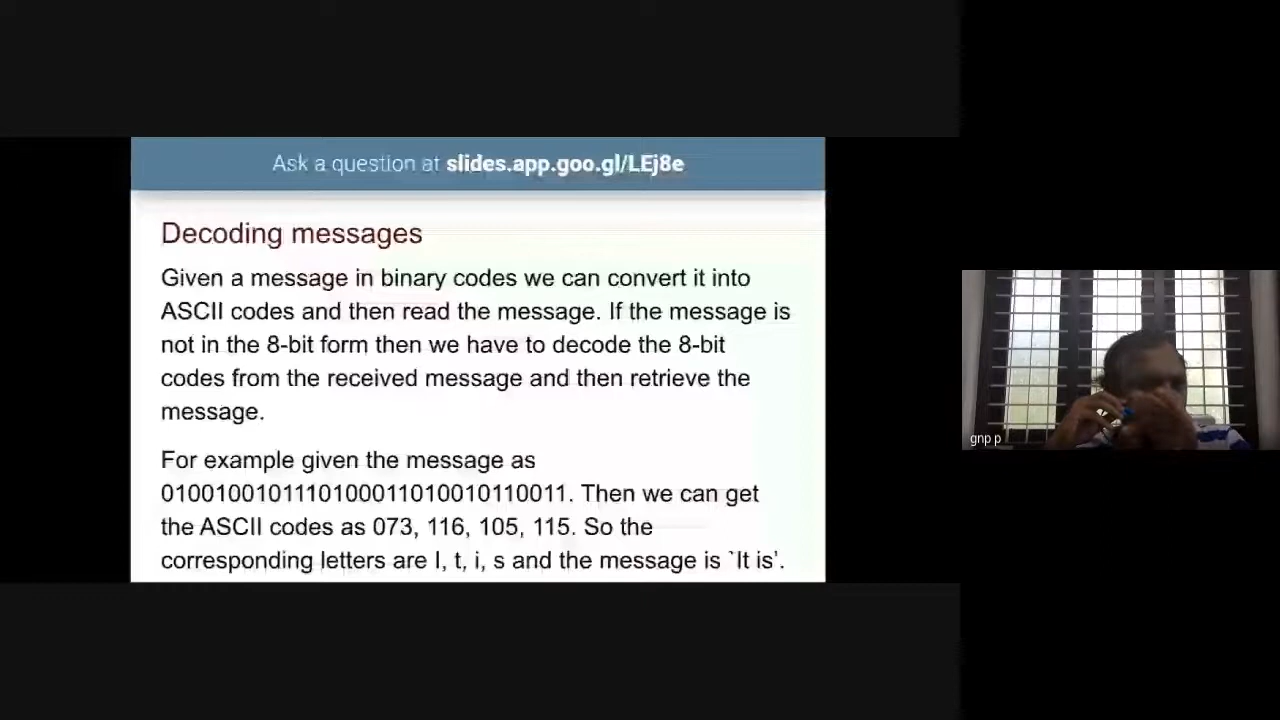 Ask a question at slides.app.goo.gl/LEj8e
Decoding messages
Given a message in binary codes we can convert it into
ASCII codes and then read the message. If the message is
not in the 8-bit form then we have to decode the 8-bit
codes from the received message and then retrieve the
message.
For example given the message as
01001001011101000110100101110011. Then we can get
the ASCII codes as 073, 116, 105, 115. So the
corresponding letters are I, t, i, s and the message is `It is'.
gnp p